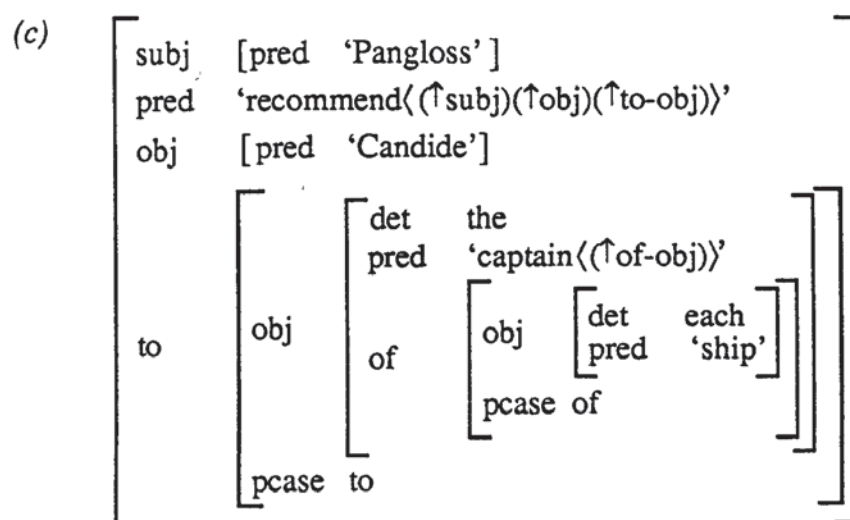 (c)
subj [pred ‘Pangloss’ ]
pred ‘recommend⟨(↑subj)(↑obj)(↑to-obj)⟩’
obj [pred ‘Candide’]
det the
pred ‘captain⟨(↑of-obj)⟩’
to obj of obj det each
pred ‘ship’
pcase of
pcase to